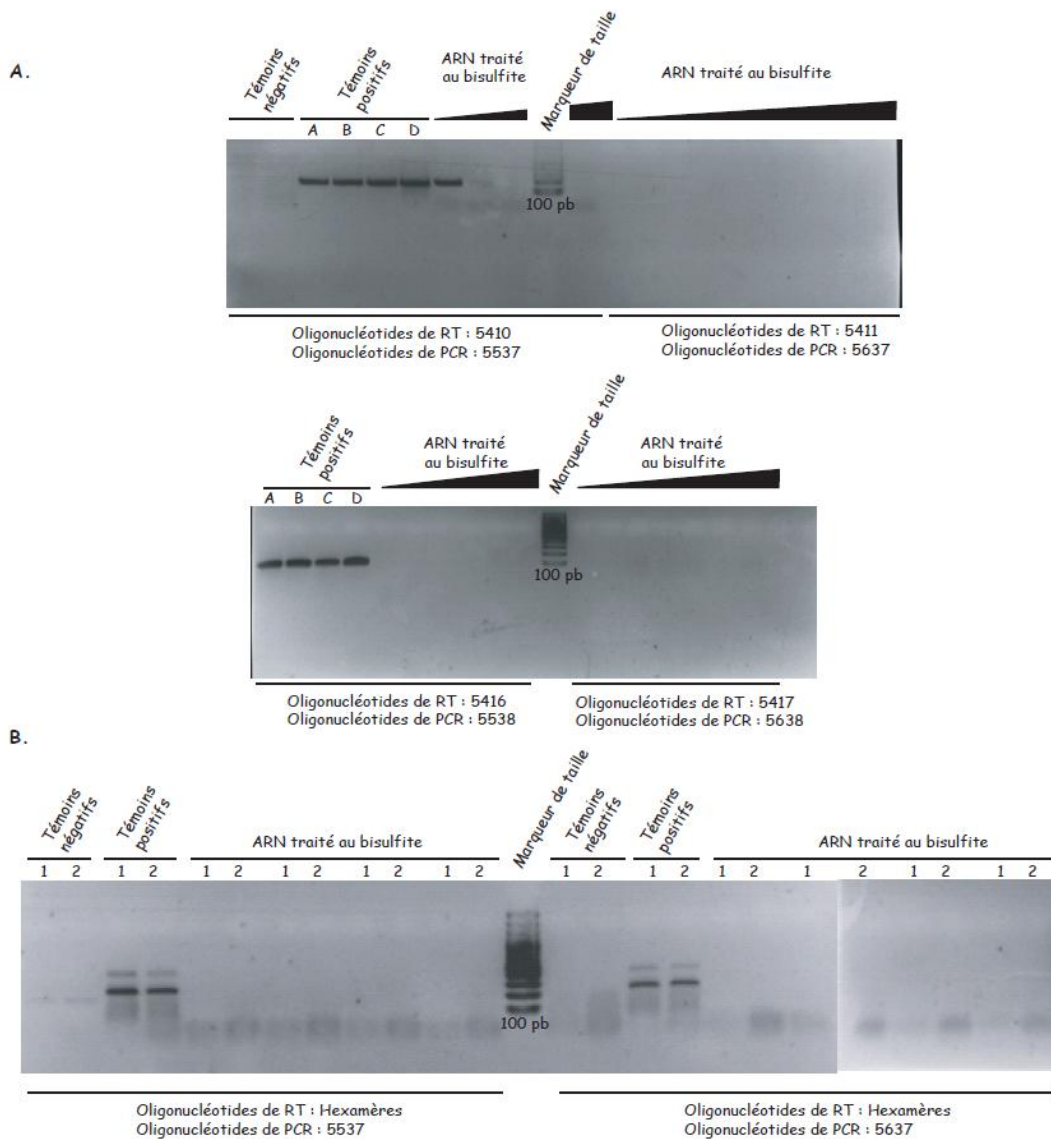 A.
Témoins
négatifs
Témoins
positifs
ARN traité
au bisulfite
Marqueur de taille
ARN traité au bisulfite
A B C D
100 pb
Oligonucléotides de RT : 5410
Oligonucléotides de PCR : 5537
Oligonucléotides de RT : 5411
Oligonucléotides de PCR : 5637
Témoins
positifs
ARN traité
au bisulfite
Marqueur de taille
ARN traité
au bisulfite
A B C D
100 pb
Oligonucléotides de RT : 5416
Oligonucléotides de PCR : 5538
Oligonucléotides de RT : 5417
Oligonucléotides de PCR : 5638
B.
Témoins
négatifs
Témoins
positifs
ARN traité au bisulfite
Marqueur de taille
Témoins
négatifs
Témoins
positifs
ARN traité au bisulfite
1 2 1 2 1 2 1 2 1 2 1 2 1 2 1 2 1 2 1 2 1 2 1 2
100 pb
Oligonucléotides de RT : Hexamères
Oligonucléotides de PCR : 5537
Oligonucléotides de RT : Hexamères
Oligonucléotides de PCR : 5637